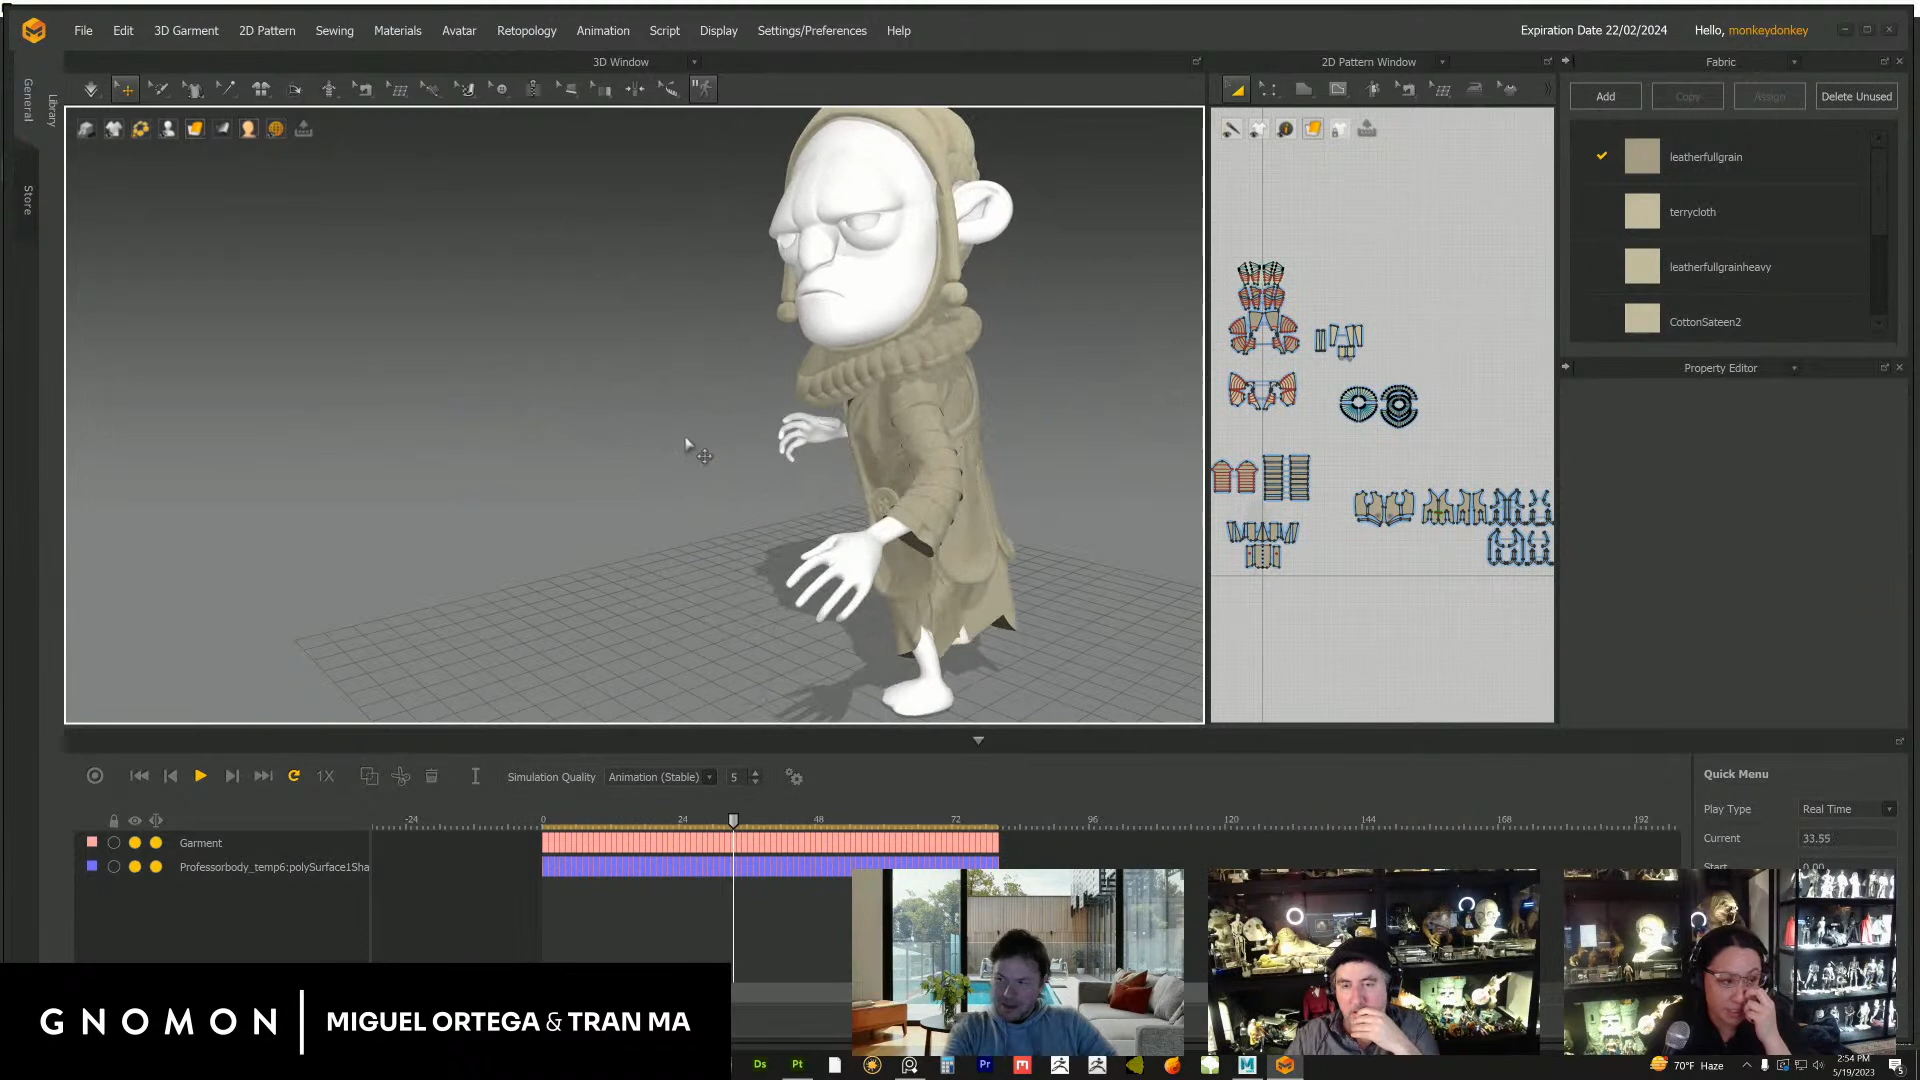 File Edit 3D Garment 2D Pattern Sewing Materials Avatar Retopology Animation Script Display Settings/Preferences Help
Expiration Date 22/02/2024 Hello, monkeydonkey
3D Window
2D Pattern Window
Fabric
General
Library
Store
Add Copy Assign Delete Unused
leatherfullgrain
terrycloth
leatherfullgrainheavy
CottonSateen2
Property Editor
1X Simulation Quality Animation (Stable) 5
Quick Menu
Play Type Real Time
Current 33.55
Start 0.00
-24 0 24 48 72 96 120 144 168 192
Garment
Professorbody_temp6:polySurface1Sha
GNOMON | MIGUEL ORTEGA & TRAN MA
Ds Pt Pr
70°F Haze
2:54 PM
5/19/2023
5